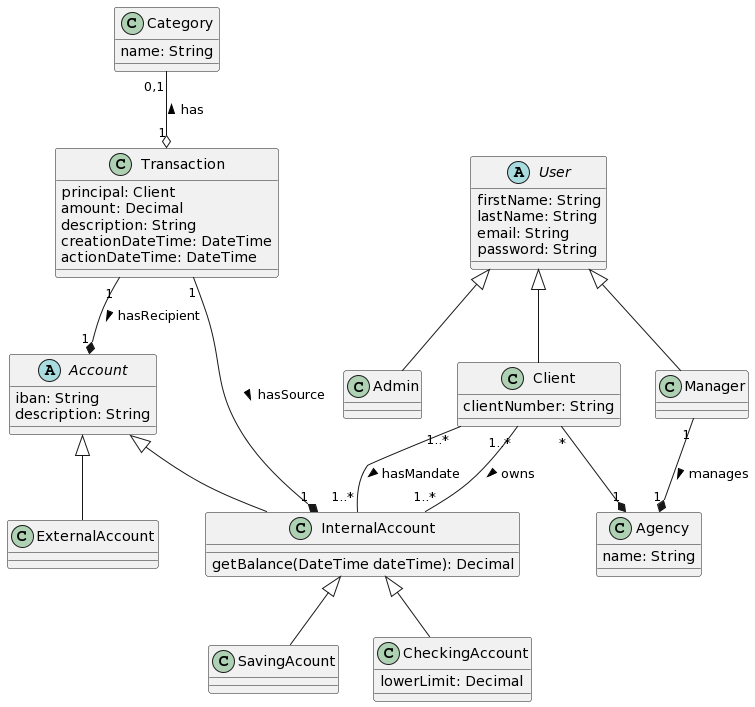 C Category
name: String
0,1
has
1
C Transaction
principal: Client
amount: Decimal
description: String
creationDateTime: DateTime
actionDateTime: DateTime
A User
firstName: String
lastName: String
email: String
password: String
1
1
hasRecipient
1
A Account
iban: String
description: String
hasSource
C Admin
C Client
clientNumber: String
C Manager
1..*
1..*
*
1
hasMandate
owns
manages
1
1..*
1..*
1
1
C ExternalAccount
C InternalAccount
getBalance(DateTime dateTime): Decimal
C Agency
name: String
C SavingAcount
C CheckingAccount
lowerLimit: Decimal